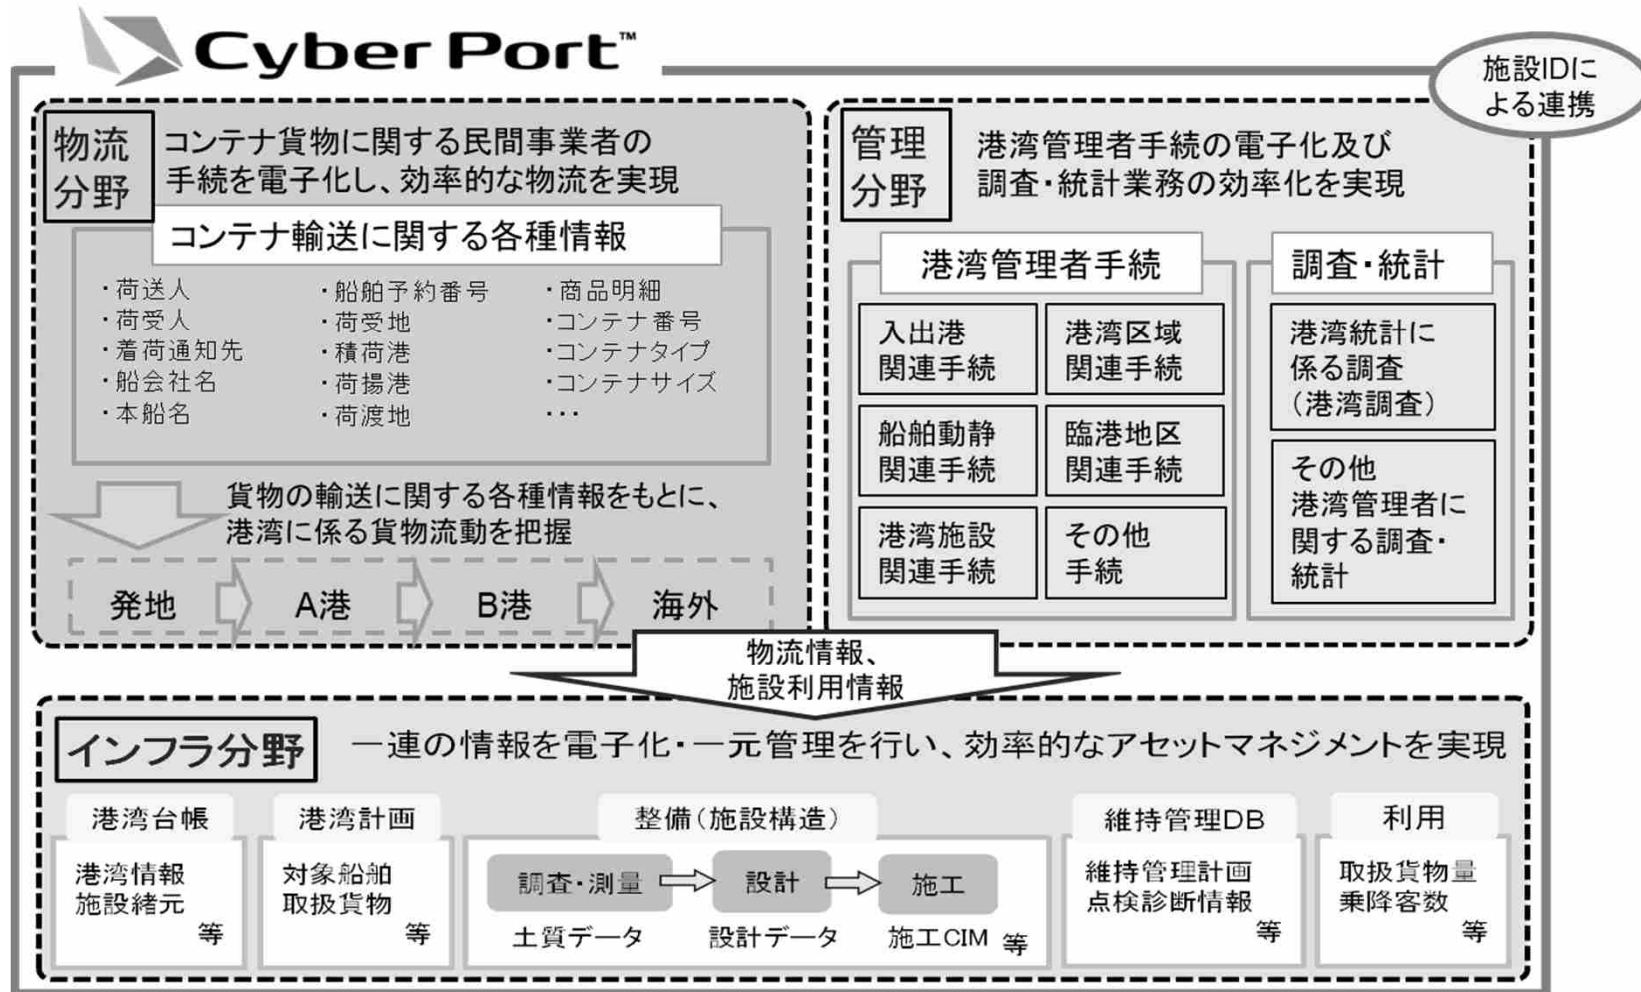 Cyber Port™
施設IDに
よる連携
物流
分野
コンテナ貨物に関する民間事業者の
手続を電子化し、効率的な物流を実現
コンテナ輸送に関する各種情報
・荷送人
・荷受人
・着荷通知先
・船会社名
・本船名
・船舶予約番号
・荷受地
・積荷港
・荷揚港
・荷渡地
・商品明細
・コンテナ番号
・コンテナタイプ
・コンテナサイズ
・・・
貨物の輸送に関する各種情報をもとに、
港湾に係る貨物流動を把握
発地
A港
B港
海外
管理
分野
港湾管理者手続の電子化及び
調査・統計業務の効率化を実現
港湾管理者手続
入出港
関連手続
港湾区域
関連手続
船舶動静
関連手続
臨港地区
関連手続
港湾施設
関連手続
その他
手続
調査・統計
港湾統計に
係る調査
（港湾調査）
その他
港湾管理者に
関する調査・
統計
物流情報、
施設利用情報
インフラ分野
一連の情報を電子化・一元管理を行い、効率的なアセットマネジメントを実現
港湾台帳
港湾情報
施設緒元
等
港湾計画
対象船舶
取扱貨物
等
整備（施設構造）
調査・測量
設計
施工
土質データ
設計データ
施工CIM
等
維持管理DB
維持管理計画
点検診断情報
等
利用
取扱貨物量
乗降客数
等